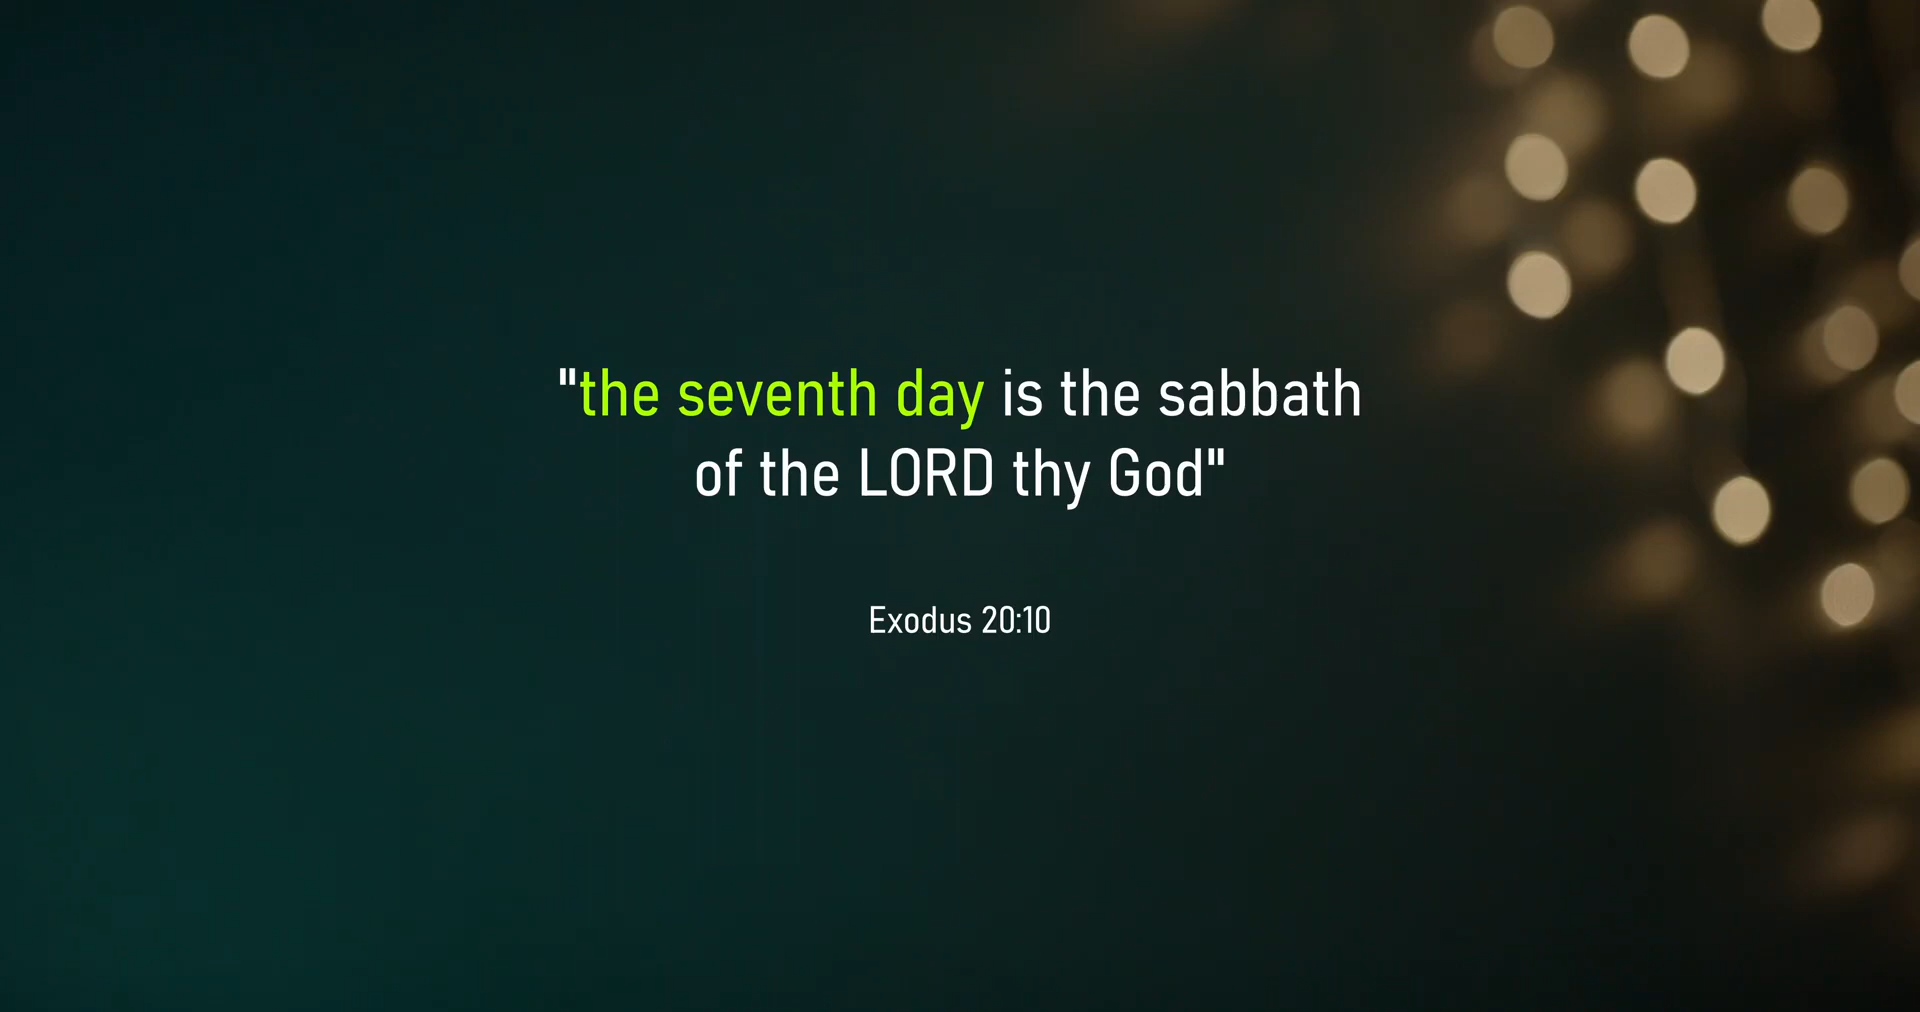 "the seventh day is the sabbath
of the LORD thy God"
Exodus 20:10